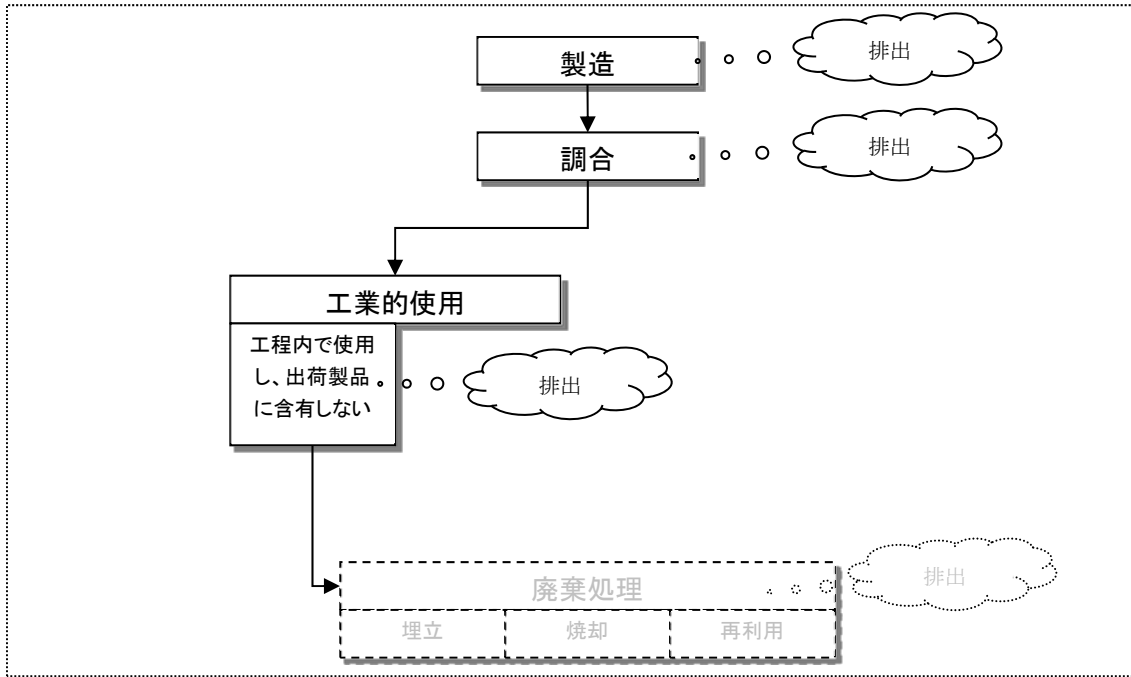 製造
排出
調合
排出
工業的使用
工程内で使用
し、出荷製品
に含有しない
排出
廃棄処理
排出
埋立
焼却
再利用